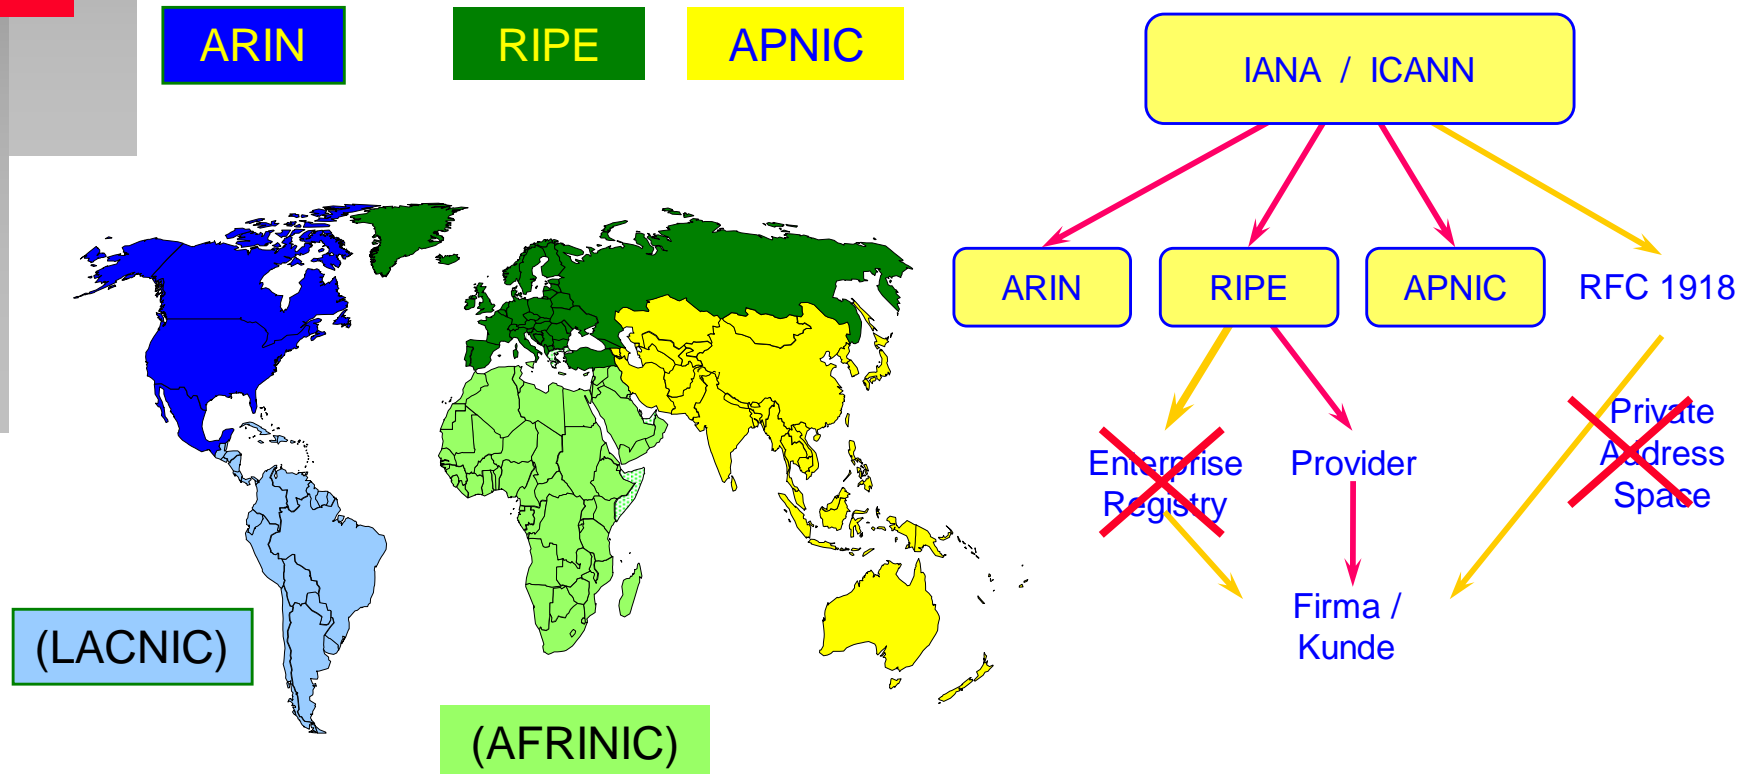 ARIN
RIPE
APNIC
IANA / ICANN
ARIN
RIPE
APNIC
RFC 1918
Private
Address
Space
Enterprise
Registry
Provider
Firma /
Kunde
(LACNIC)
(AFRINIC)